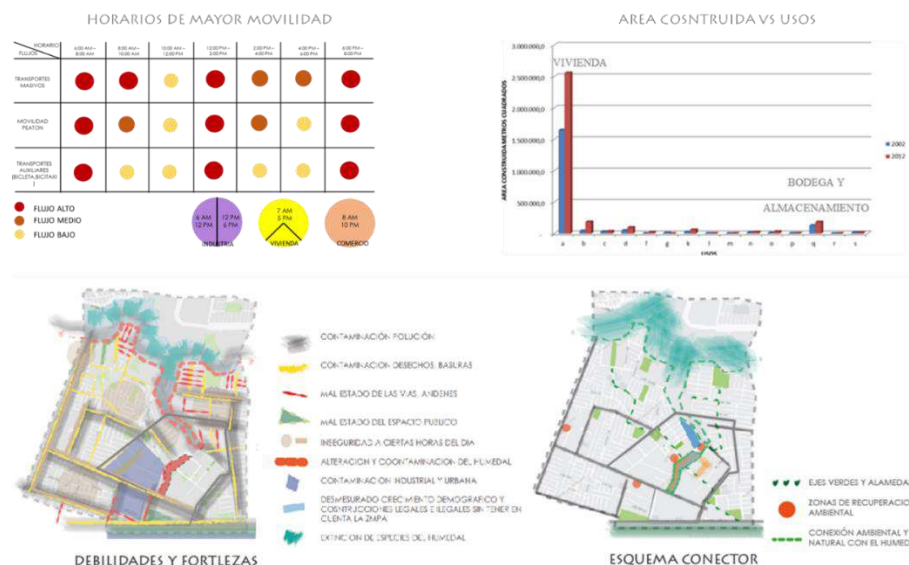 HORARIOS DE MAYOR MOVILIDAD
HORARIO
FLUJOS
6:00 AM – 8:00 AM
8:00 AM – 10:00 AM
10:00 AM – 12:00 PM
12:00 PM – 2:00 PM
2:00 PM – 4:00 PM
4:00 PM – 6:00 PM
6:00 PM – 8:00 PM
TRANSPORTES
MASIVOS
MOVILIDAD
PEATON
TRANSPORTES
AUXILIARES
FLUJO ALTO
FLUJO MEDIO
FLUJO BAJO
6 AM
12 PM
12 PM
6 PM
INDUSTRIA
7 AM
5 PM
VIVIENDA
8 AM
10 PM
COMERCIO
AREA COSNTRUIDA VS USOS
AREA CONSTRUIDA METROS CUADRADOS
3.000.000,0
2.500.000,0
2.000.000,0
1.500.000,0
1.000.000,0
500.000,0
-
VIVIENDA
BODEGA Y
ALMACENAMIENTO
a b c d f g k l m n o p q r s
USOS
2002
2012
CONTAMINACIÓN POLUCIÓN
CONTAMINACION DESECHOS, BASURAS
MAL ESTADO DE LAS VIAS, ANDENES
MAL ESTADO DEL ESPACIO PUBLICO
INSEGURIDAD A CIERTAS HORAS DEL DIA
ALTERACION Y COONTAMINACION DEL HUMEDAL
CONTAMINACION INDUSTRIAL Y URBANA
DESMESURADO CRECIMIENTO DEMOGRAFICO Y
COSNTRUCCIONES LEGALES E ILEGALES SIN TENER EN
CUENTA LA ZMPA
EXTINCION DE ESPECIES DEL HUMEDAL
DEBILIDADES Y FORTLEZAS
EJES VERDES Y ALAMEDA
ZONAS DE RECUPERACIO
AMBIENTAL
CONEXIÓN AMBIENTAL Y
NATURAL CON EL HUMED
ESQUEMA CONECTOR